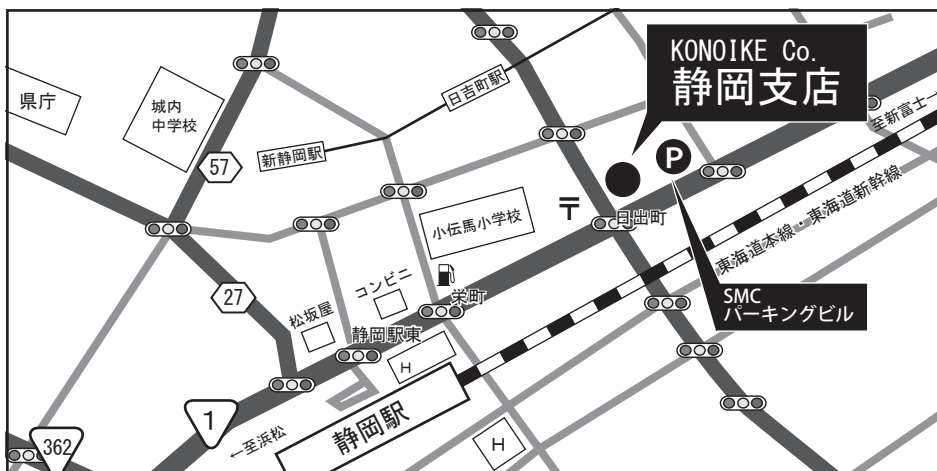 KONOIKE Co.
静岡支店
県庁
城内
中学校
日吉町駅
新静岡駅
至新富士→
57
P
小伝馬小学校
〒
日出町
東海道本線・東海道新幹線
27
コンビニ
栄町
SMC
パーキングビル
松坂屋
静岡駅東
H
1
静岡駅
←至浜松
H
362